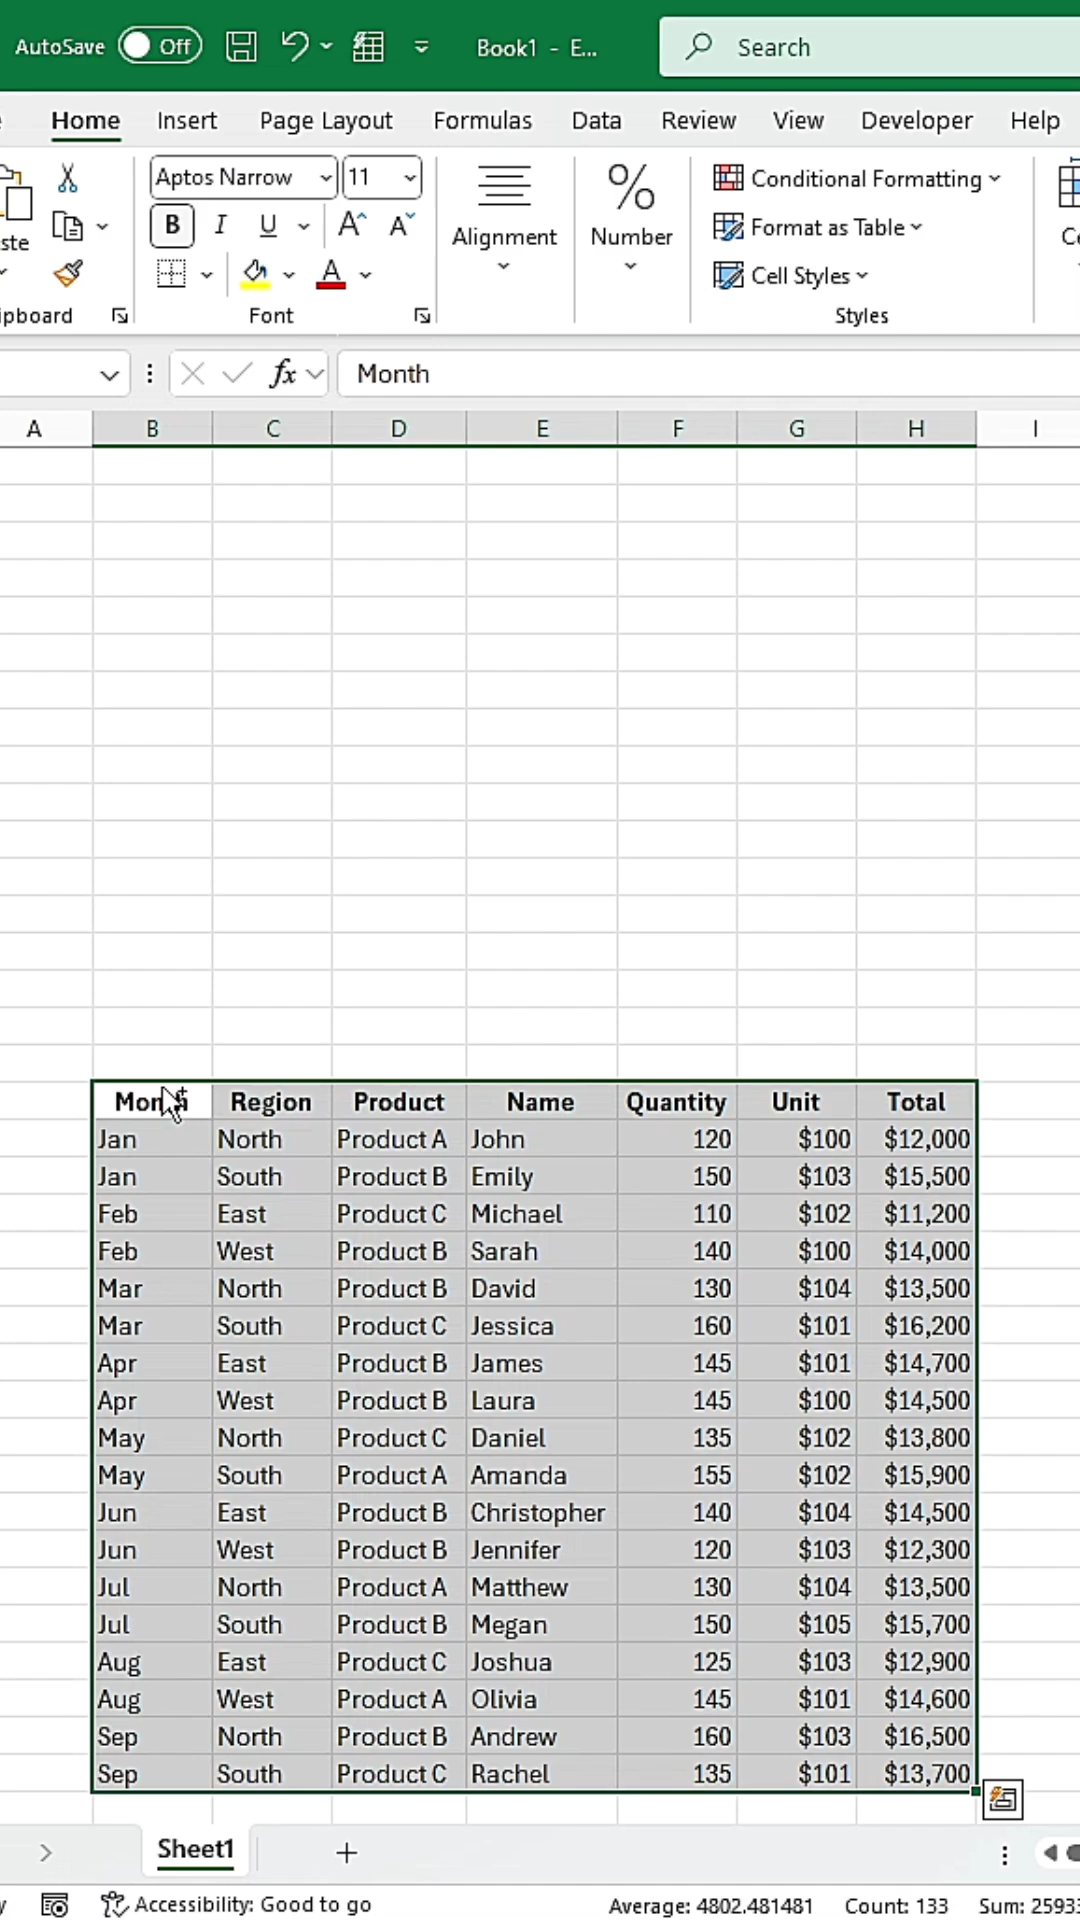 AutoSave Off Book1 - E... Search
Home Insert Page Layout Formulas Data Review View Developer Help
Aptos Narrow 11 % Conditional Formatting
ste B I U A A Alignment Number Format as Table
A Cell Styles
ipboard Font Styles
fx Month
A B C D E F G H I
Month Region Product Name Quantity Unit Total
Jan North Product A John 120 $100 $12,000
Jan South Product B Emily 150 $103 $15,500
Feb East Product C Michael 110 $102 $11,200
Feb West Product B Sarah 140 $100 $14,000
Mar North Product B David 130 $104 $13,500
Mar South Product C Jessica 160 $101 $16,200
Apr East Product B James 145 $101 $14,700
Apr West Product B Laura 145 $100 $14,500
May North Product C Daniel 135 $102 $13,800
May South Product A Amanda 155 $102 $15,900
Jun East Product B Christopher 140 $104 $14,500
Jun West Product B Jennifer 120 $103 $12,300
Jul North Product A Matthew 130 $104 $13,500
Jul South Product B Megan 150 $105 $15,700
Aug East Product C Joshua 125 $103 $12,900
Aug West Product A Olivia 145 $101 $14,600
Sep North Product B Andrew 160 $103 $16,500
Sep South Product C Rachel 135 $101 $13,700
Sheet1
Accessibility: Good to go Average: 4802.481481 Count: 133 Sum: 2593